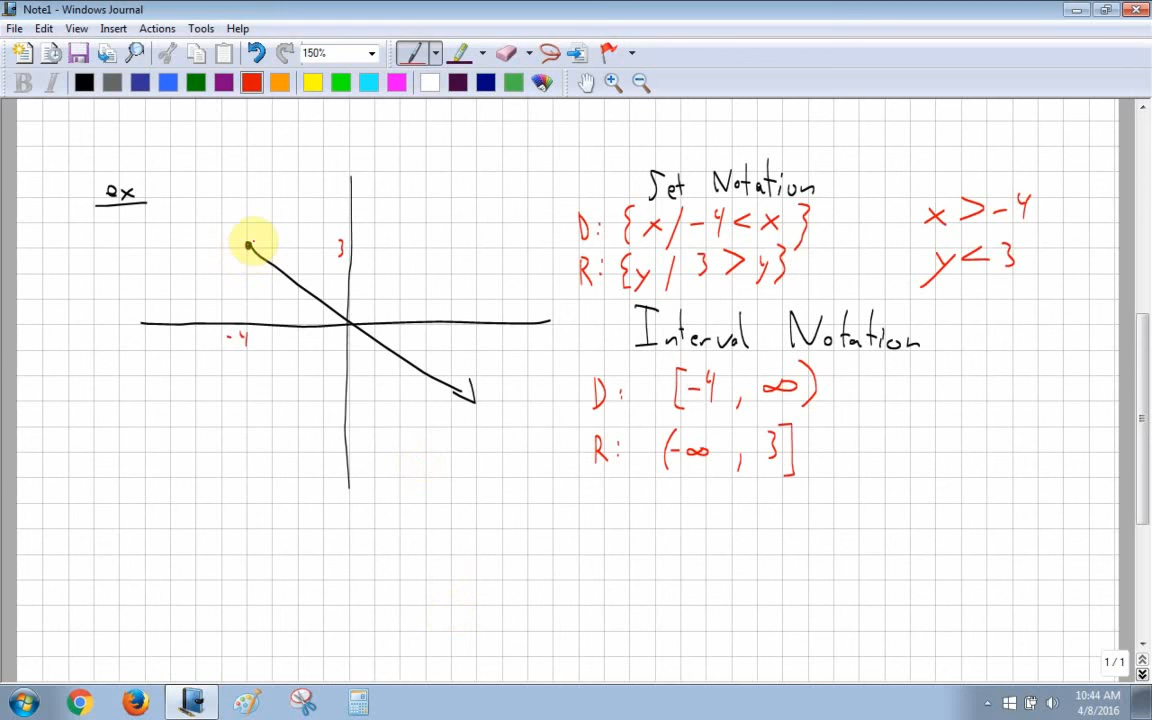 Note1 - Windows Journal
File Edit View Insert Actions Tools Help
150%
B I
ex
3
-4
Set Notation
D: { x / -4 < x }
R: { y / 3 > y }
x > -4
y < 3
Interval Notation
D: [-4 , ∞)
R: (-∞ , 3]
1 / 1
10:44 AM
4/8/2016